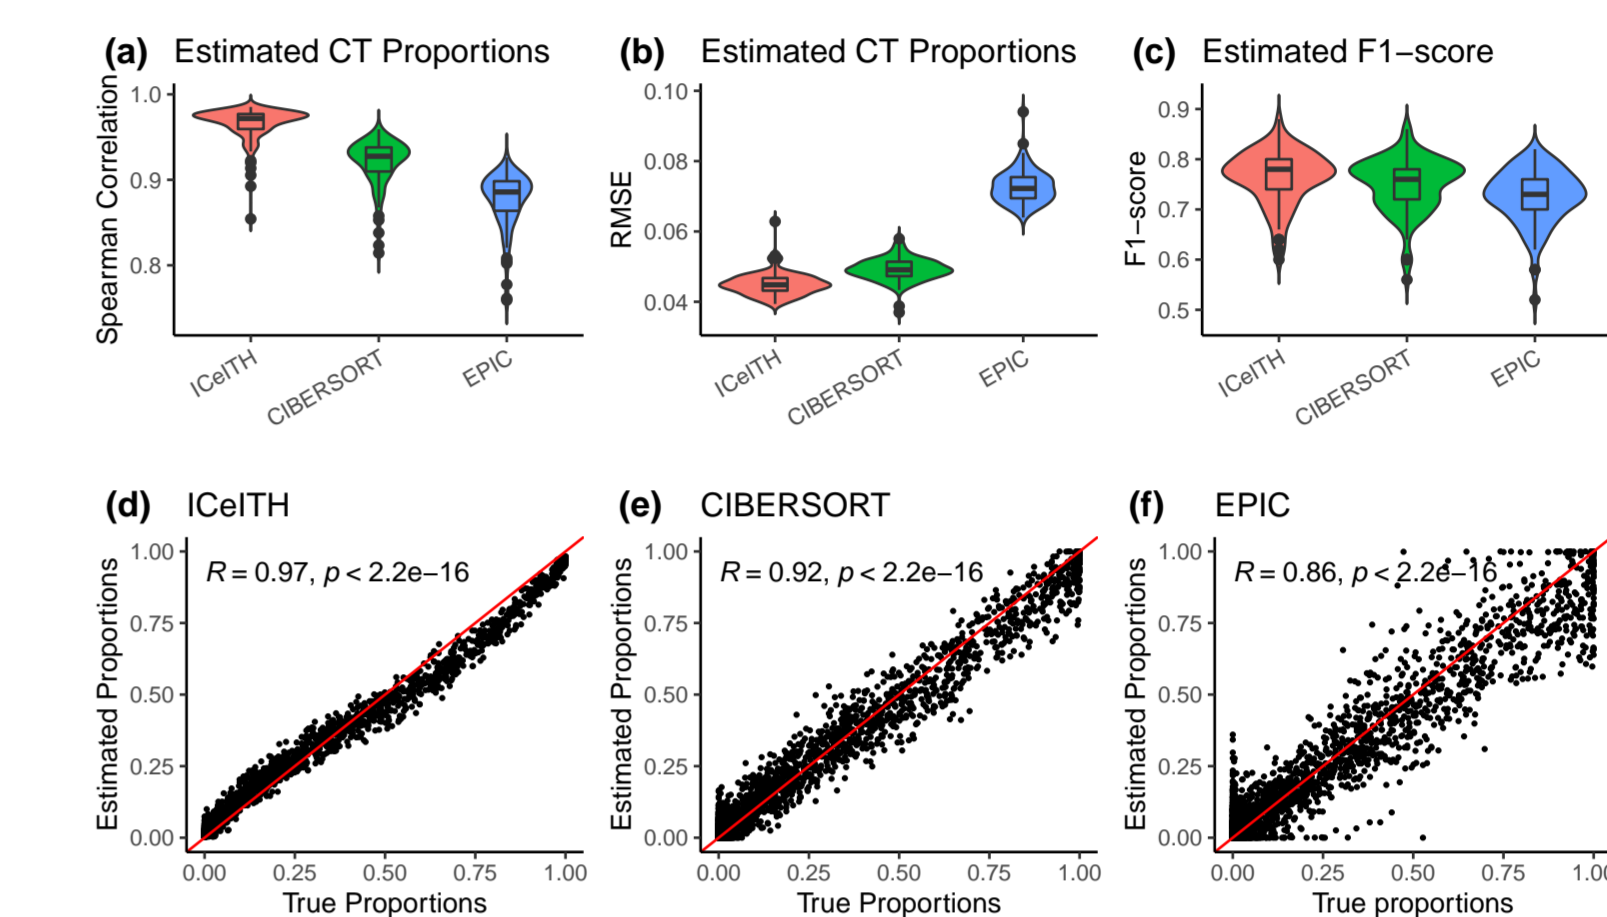 (a) Estimated CT Proportions
Spearman Correlation
1.0
0.9
0.8
ICeITH
CIBERSORT
EPIC
(b) Estimated CT Proportions
RMSE
0.10
0.08
0.06
0.04
ICeITH
CIBERSORT
EPIC
(c) Estimated F1−score
F1−score
0.9
0.8
0.7
0.6
0.5
ICeITH
CIBERSORT
EPIC
(d) ICeITH
R = 0.97, p < 2.2e−16
Estimated Proportions
1.00
0.75
0.50
0.25
0.00
0.00 0.25 0.50 0.75 1.00
True Proportions
(e) CIBERSORT
R = 0.92, p < 2.2e−16
Estimated Proportions
1.00
0.75
0.50
0.25
0.00
0.00 0.25 0.50 0.75 1.00
True Proportions
(f) EPIC
R = 0.86, p < 2.2e−16
Estimated Proportions
1.00
0.75
0.50
0.25
0.00
0.00 0.25 0.50 0.75 1.00
True proportions